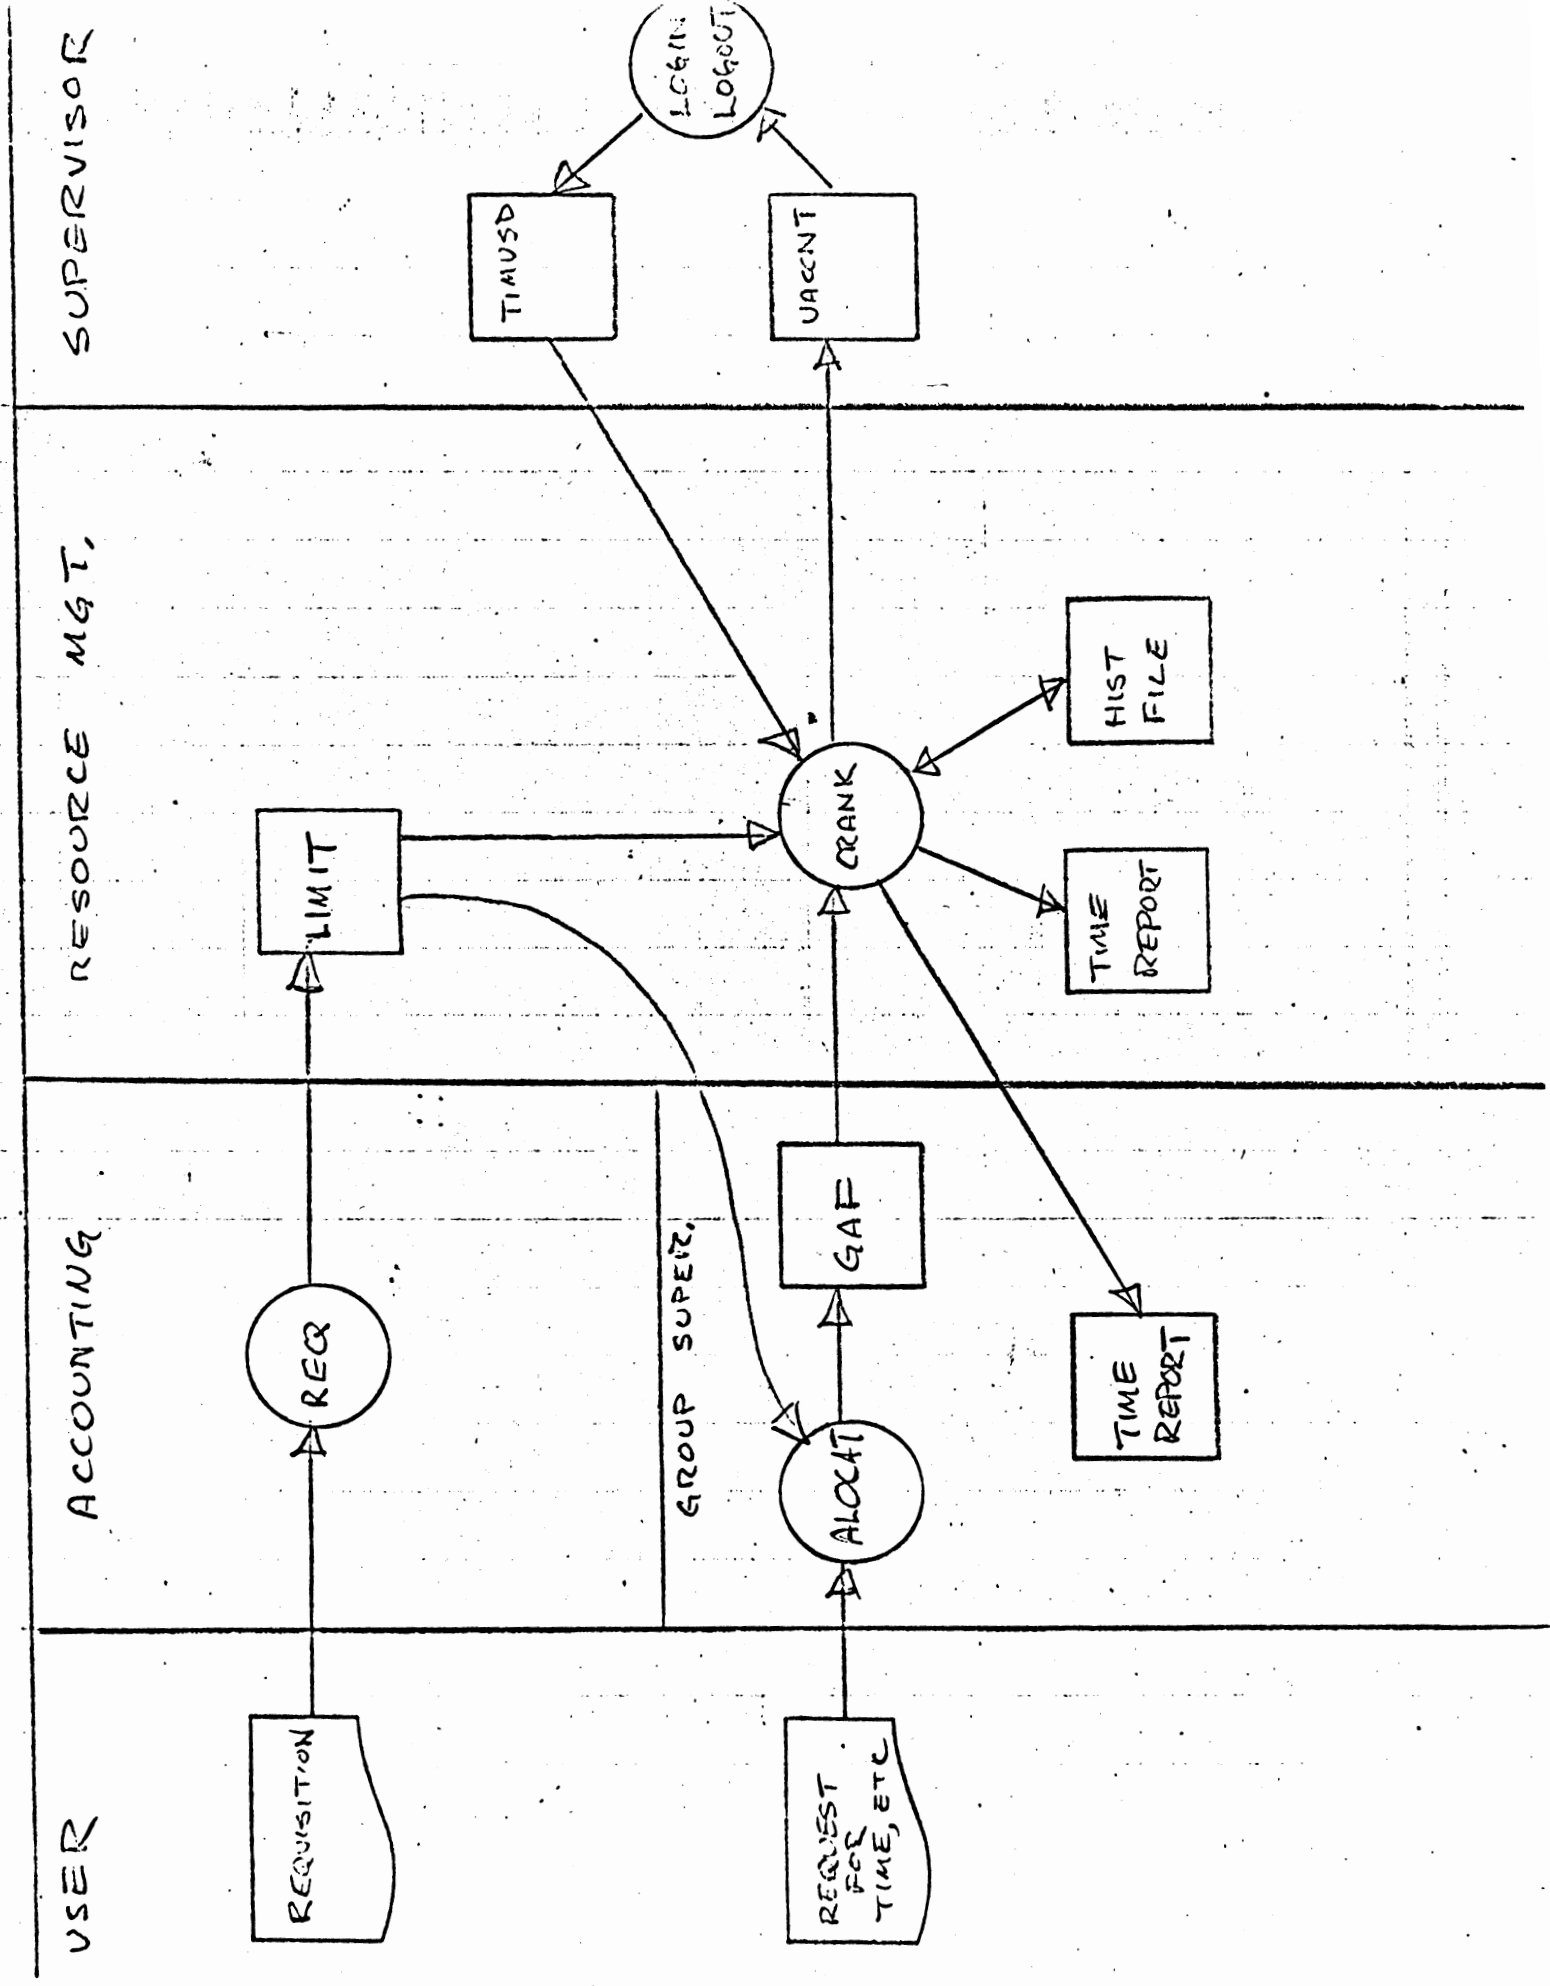 USER
ACCOUNTING
RESOURCE MGT.
SUPERVISOR
REQUISITION
REQ
LIMIT
TIMUSD
LOGIN
LOGOUT
GROUP SUPER.
REQUEST
FOR
TIME, ETC
ALOCAT
GAF
CRANK
UACCNT
TIME
REPORT
TIME
REPORT
HIST
FILE